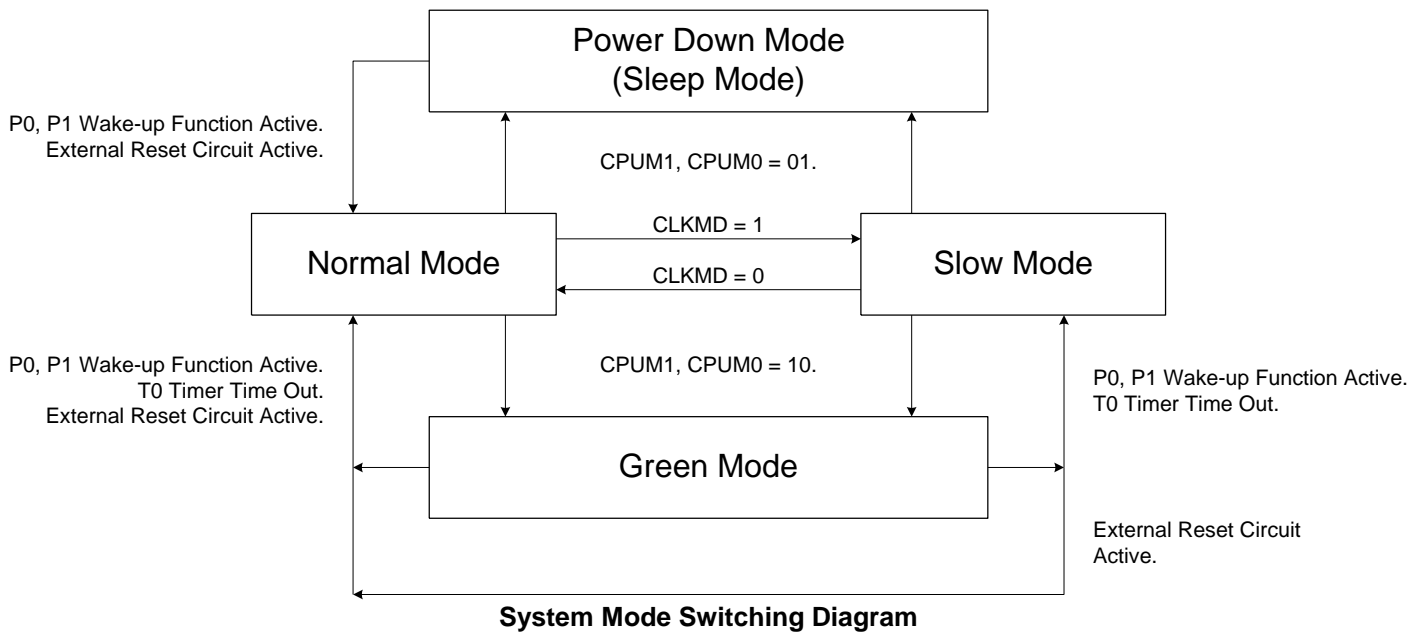 Power Down Mode
(Sleep Mode)
P0, P1 Wake-up Function Active.
External Reset Circuit Active.
CPUM1, CPUM0 = 01.
CLKMD = 1
Normal Mode
Slow Mode
CLKMD = 0
P0, P1 Wake-up Function Active.
T0 Timer Time Out.
External Reset Circuit Active.
CPUM1, CPUM0 = 10.
P0, P1 Wake-up Function Active.
T0 Timer Time Out.
Green Mode
External Reset Circuit
Active.
System Mode Switching Diagram